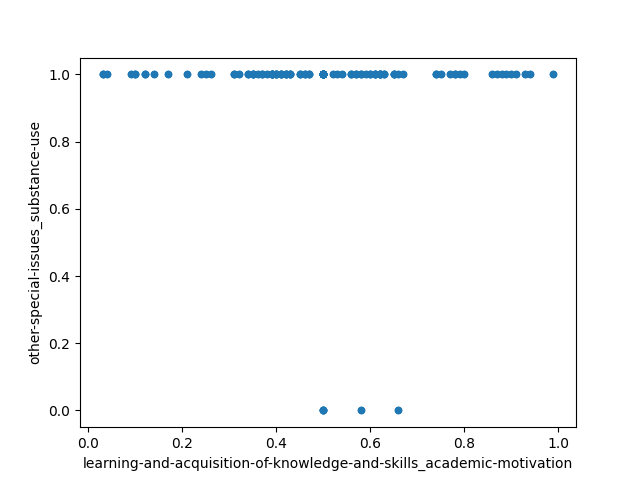 1.0
0.8
0.6
0.4
0.2
0.0
other-special-issues_substance-use
0.0 0.2 0.4 0.6 0.8 1.0
learning-and-acquisition-of-knowledge-and-skills_academic-motivation